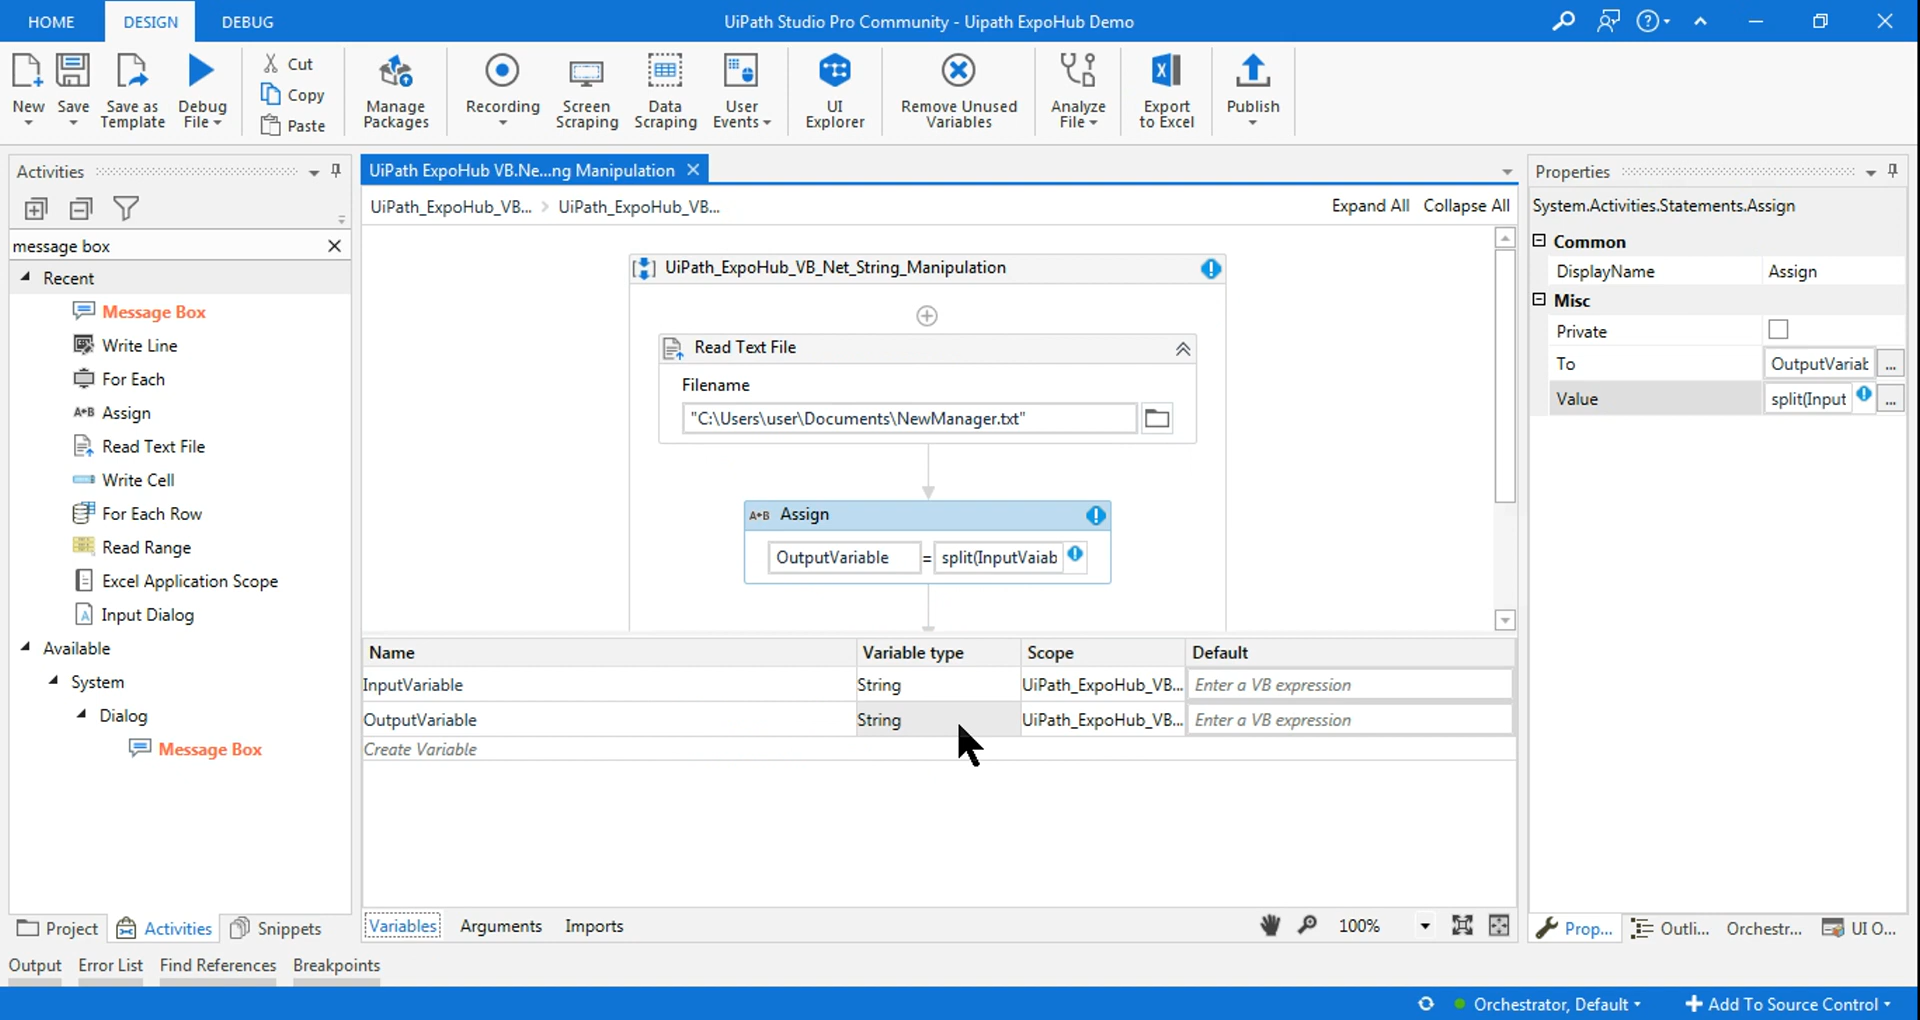 HOME DESIGN DEBUG UiPath Studio Pro Community - Uipath ExpoHub Demo
New
Save
Save as Template
Debug File
Cut
Copy
Paste
Manage Packages
Recording
Screen Scraping
Data Scraping
User Events
UI Explorer
Remove Unused Variables
Analyze File
Export to Excel
Publish
Activities
message box
Recent
Message Box
Write Line
For Each
A+B Assign
Read Text File
Write Cell
For Each Row
Read Range
Excel Application Scope
Input Dialog
Available
System
Dialog
Message Box
Project Activities Snippets
UiPath ExpoHub VB.Ne...ng Manipulation
UiPath_ExpoHub_VB... > UiPath_ExpoHub_VB... Expand All Collapse All
UiPath_ExpoHub_VB_Net_String_Manipulation
Read Text File
Filename
"C:\Users\user\Documents\NewManager.txt"
A+B Assign
OutputVariable = split(InputVaiab
Name Variable type Scope Default
InputVariable String UiPath_ExpoHub_VB... Enter a VB expression
OutputVariable String UiPath_ExpoHub_VB... Enter a VB expression
Create Variable
Variables Arguments Imports 100%
Properties
System.Activities.Statements.Assign
Common
DisplayName Assign
Misc
Private
To OutputVariab ...
Value split(Input ...
Prop... Outli... Orchestr... UI O...
Output Error List Find References Breakpoints
Orchestrator, Default Add To Source Control